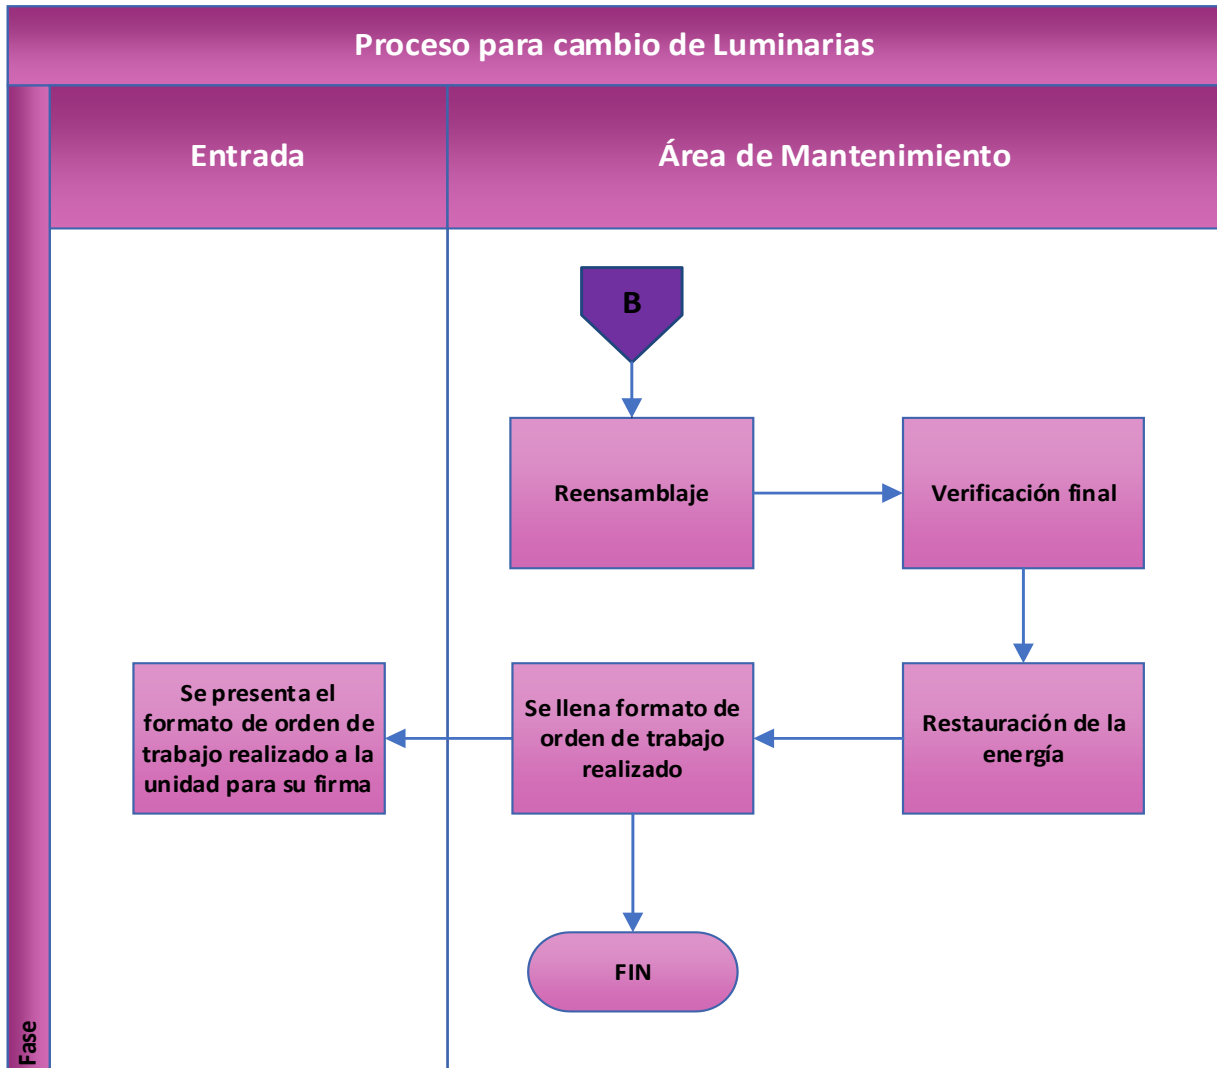 Proceso para cambio de Luminarias
Entrada
Área de Mantenimiento
B
Reensamblaje
Verificación final
Se presenta el
formato de orden de
trabajo realizado a la
unidad para su firma
Se llena formato de
orden de trabajo
realizado
Restauración de la
energía
FIN
Fase